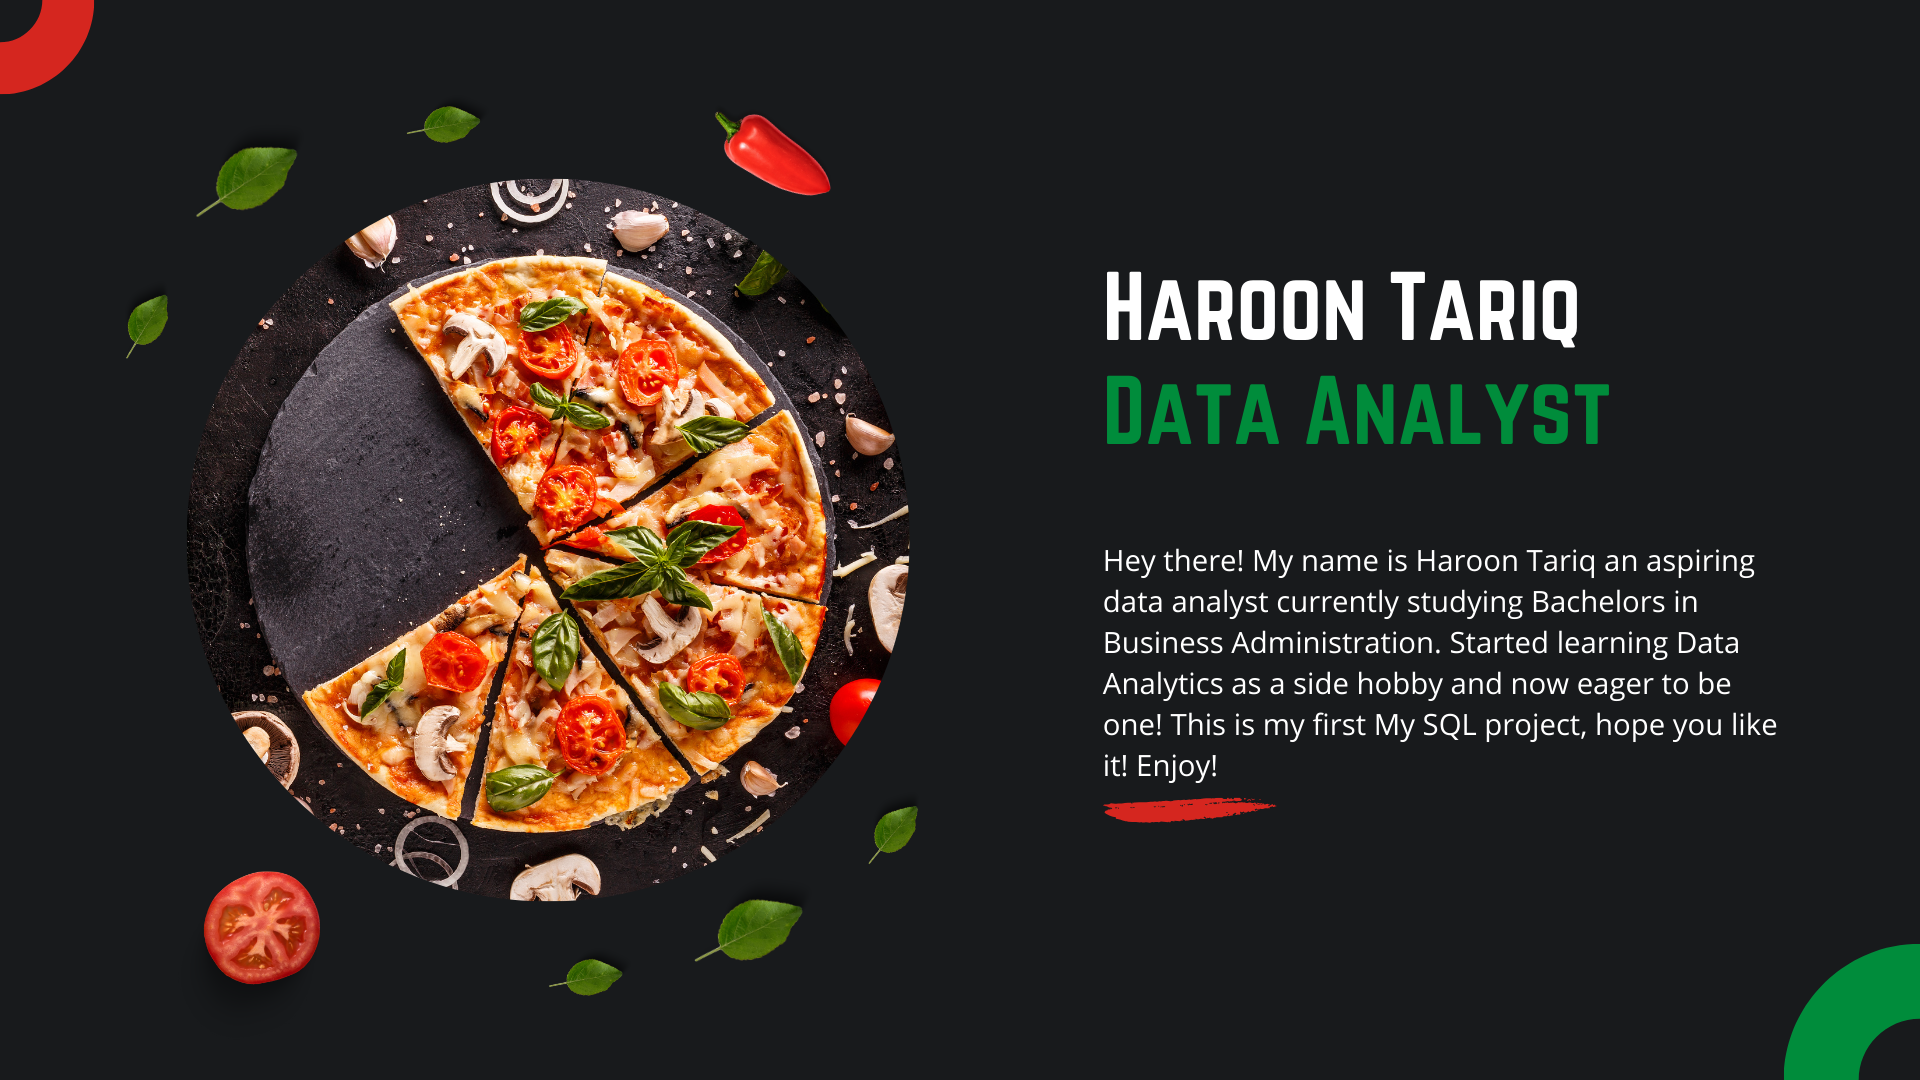 Haroon Tariq
Data Analyst
Hey there! My name is Haroon Tariq an aspiring
data analyst currently studying Bachelors in
Business Administration. Started learning Data
Analytics as a side hobby and now eager to be
one! This is my first My SQL project, hope you like
it! Enjoy!